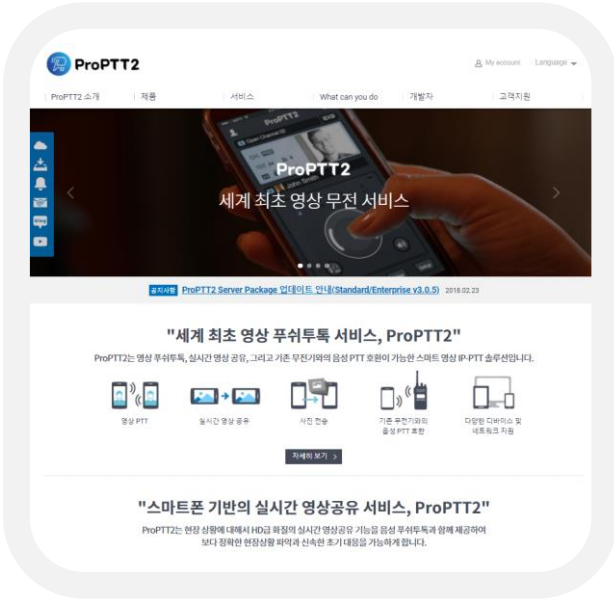 ProPTT2
My account
Language
ProPTT2 소개
제품
서비스
What can you do
개발자
고객지원
ProPTT2
ProPTT2
세계 최초 영상 무전 서비스
공지사항 ProPTT2 Server Package 업데이트 안내(Standard/Enterprise v3.0.5) 2018.02.23
"세계 최초 영상 푸쉬투톡 서비스, ProPTT2"
ProPTT2는 영상 푸쉬투톡, 실시간 영상 공유, 그리고 기존 무전기와의 음성 PTT 호환이 가능한 스마트 영상 IP-PTT 솔루션입니다.
영상 PTT
실시간 영상 공유
사진 전송
기존 무전기와의
음성 PTT 호환
다양한 디바이스 및
네트워크 지원
자세히 보기
"스마트폰 기반의 실시간 영상공유 서비스, ProPTT2"
ProPTT2는 현장 상황에 대해서 HD급 화질의 실시간 영상공유 기능을 음성 푸쉬투톡과 함께 제공하여
보다 정확한 현장상황 파악과 신속한 초기 대응을 가능하게 합니다.